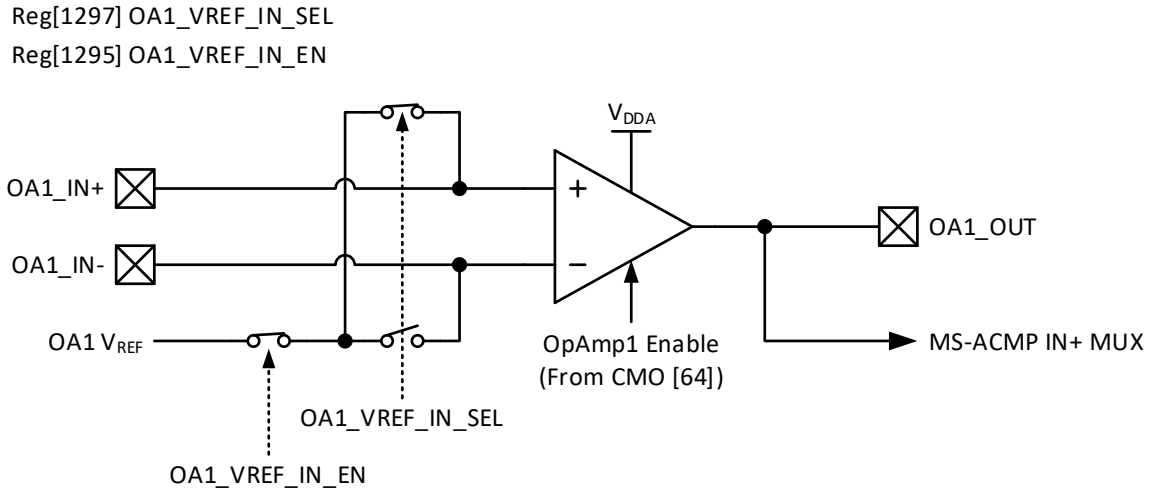 Reg[1297] OA1_VREF_IN_SEL
Reg[1295] OA1_VREF_IN_EN
VDDA
OA1_IN+
+
OA1_OUT
OA1_IN-
−
OA1 VREF
OpAmp1 Enable
(From CMO [64])
MS-ACMP IN+ MUX
OA1_VREF_IN_SEL
OA1_VREF_IN_EN